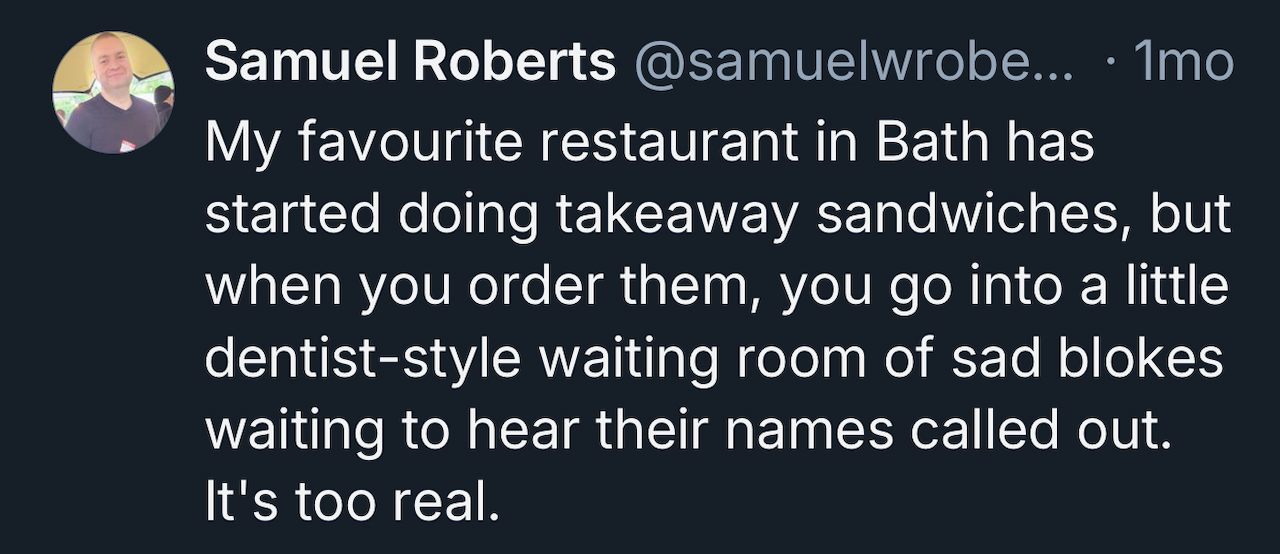 Samuel Roberts @samuelwrobe... · 1mo
My favourite restaurant in Bath has
started doing takeaway sandwiches, but
when you order them, you go into a little
dentist-style waiting room of sad blokes
waiting to hear their names called out.
It's too real.